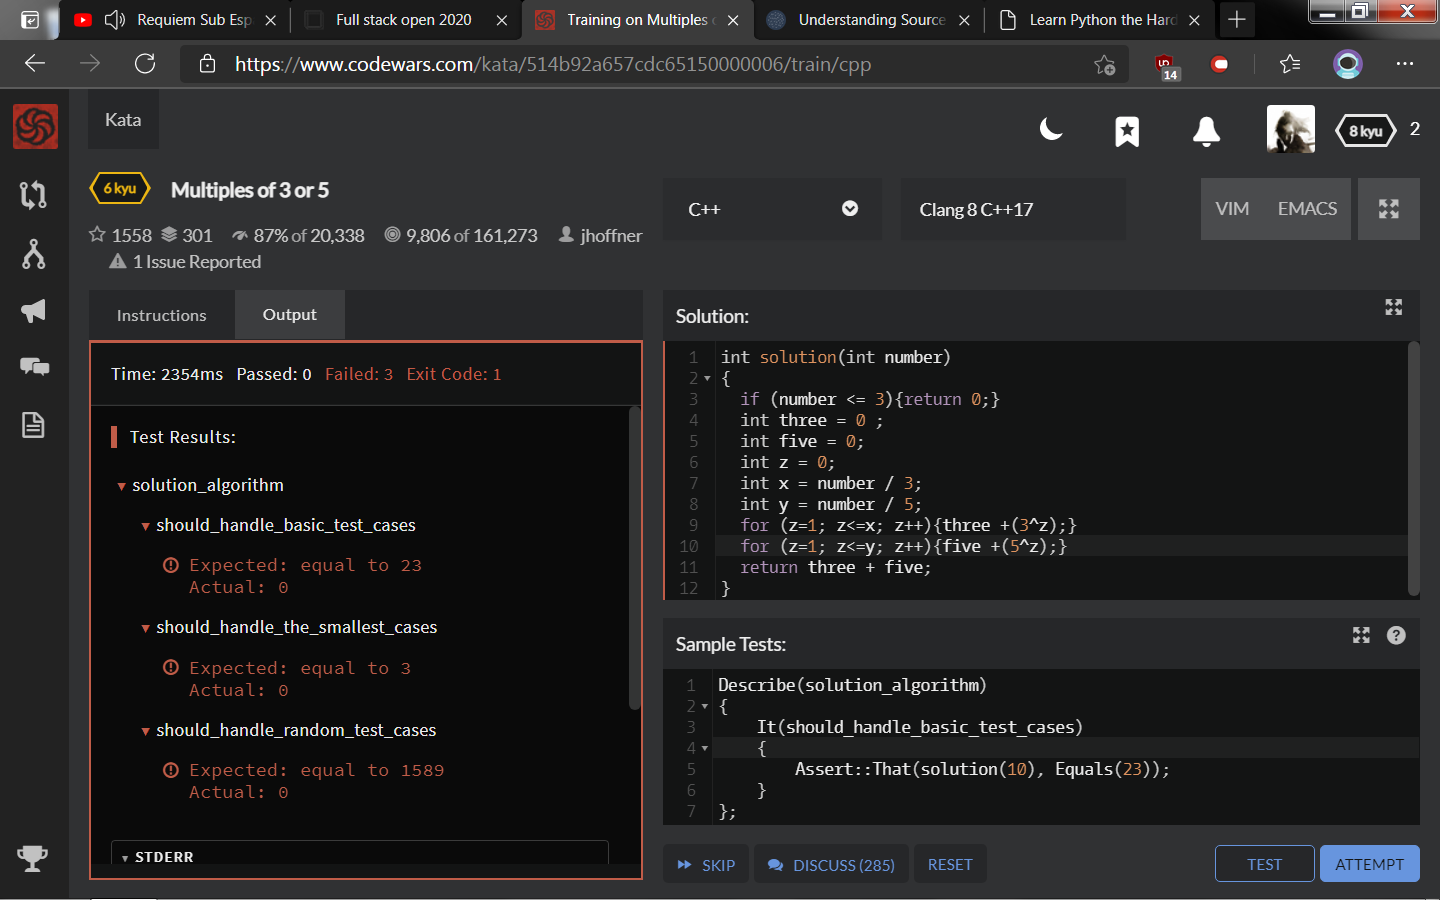 Requiem Sub Esp
Full stack open 2020
Training on Multiples o
Understanding Source
Learn Python the Hard
https://www.codewars.com/kata/514b92a657cdc65150000006/train/cpp
14
Kata
8 kyu
2
6 kyu
Multiples of 3 or 5
1558 301 87% of 20,338 9,806 of 161,273 jhoffner
1 Issue Reported
C++
Clang 8 C++17
VIM EMACS
Instructions
Output
Time: 2354ms Passed: 0 Failed: 3 Exit Code: 1
Test Results:
solution_algorithm
should_handle_basic_test_cases
Expected: equal to 23
Actual: 0
should_handle_the_smallest_cases
Expected: equal to 3
Actual: 0
should_handle_random_test_cases
Expected: equal to 1589
Actual: 0
STDERR
Solution:
1 int solution(int number)
2 {
3 if (number <= 3){return 0;}
4 int three = 0 ;
5 int five = 0;
6 int z = 0;
7 int x = number / 3;
8 int y = number / 5;
9 for (z=1; z<=x; z++){three +(3^z);}
10 for (z=1; z<=y; z++){five +(5^z);}
11 return three + five;
12 }
Sample Tests:
1 Describe(solution_algorithm)
2 {
3 It(should_handle_basic_test_cases)
4 {
5 Assert::That(solution(10), Equals(23));
6 }
7 };
SKIP
DISCUSS (285)
RESET
TEST
ATTEMPT